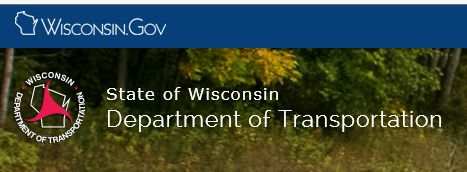 WISCONSIN.GOV
WISCONSIN
DEPARTMENT OF TRANSPORTATION
State of Wisconsin
Department of Transportation